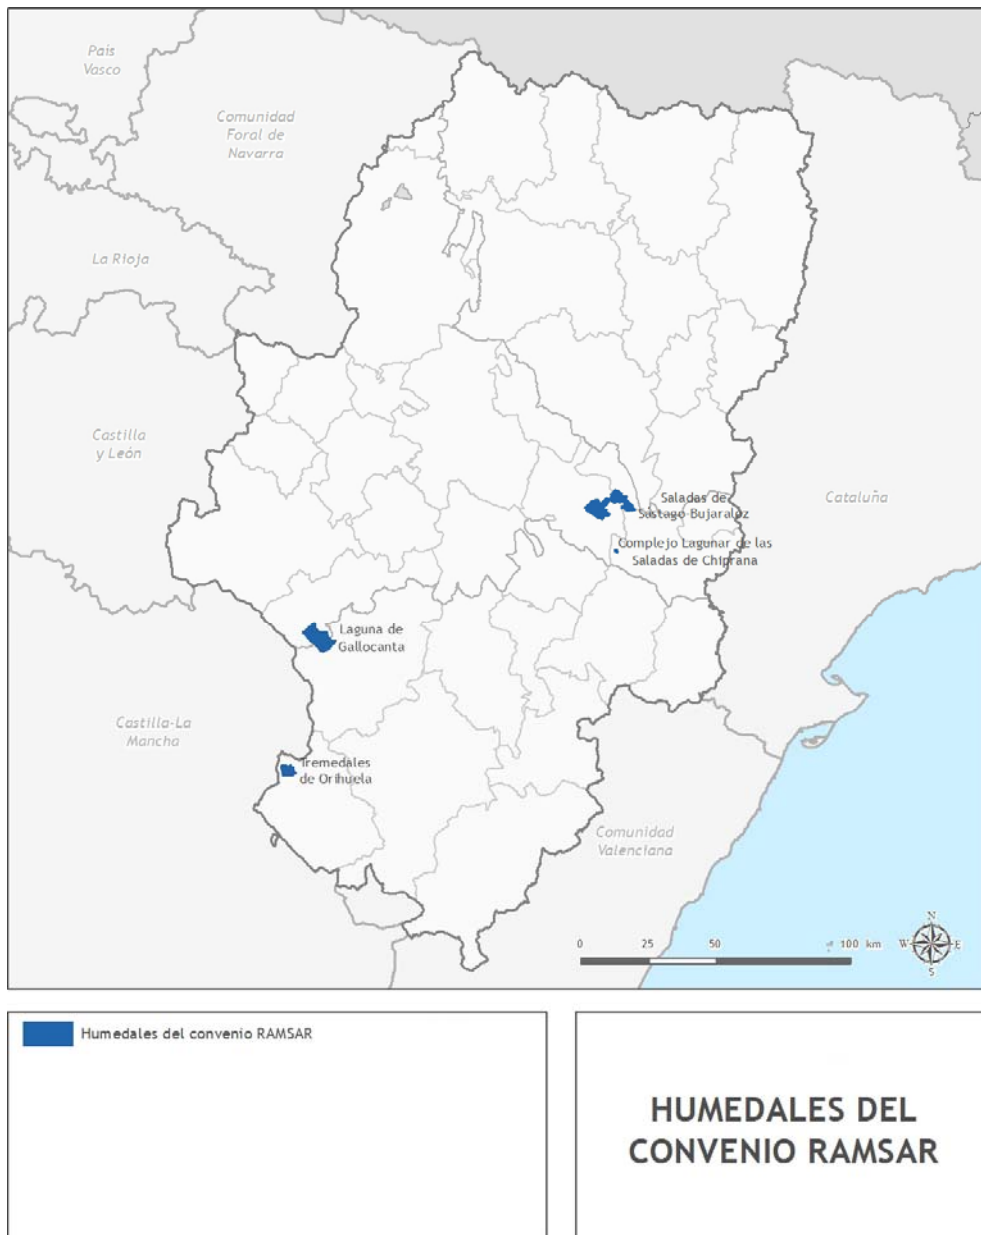 País
Vasco
Comunidad
Foral de
Navarra
La Rioja
Castilla
y León
Cataluña
Saladas de
Sástago-Bujaraloz
Complejo Lagunar de las
Saladas de Chiprana
Laguna de
Gallocanta
Castilla-La
Mancha
Tremedales
de Orihuela
Comunidad
Valenciana
0 25 50 100 km
N
W E
S
Humedales del convenio RAMSAR
HUMEDALES DEL
CONVENIO RAMSAR